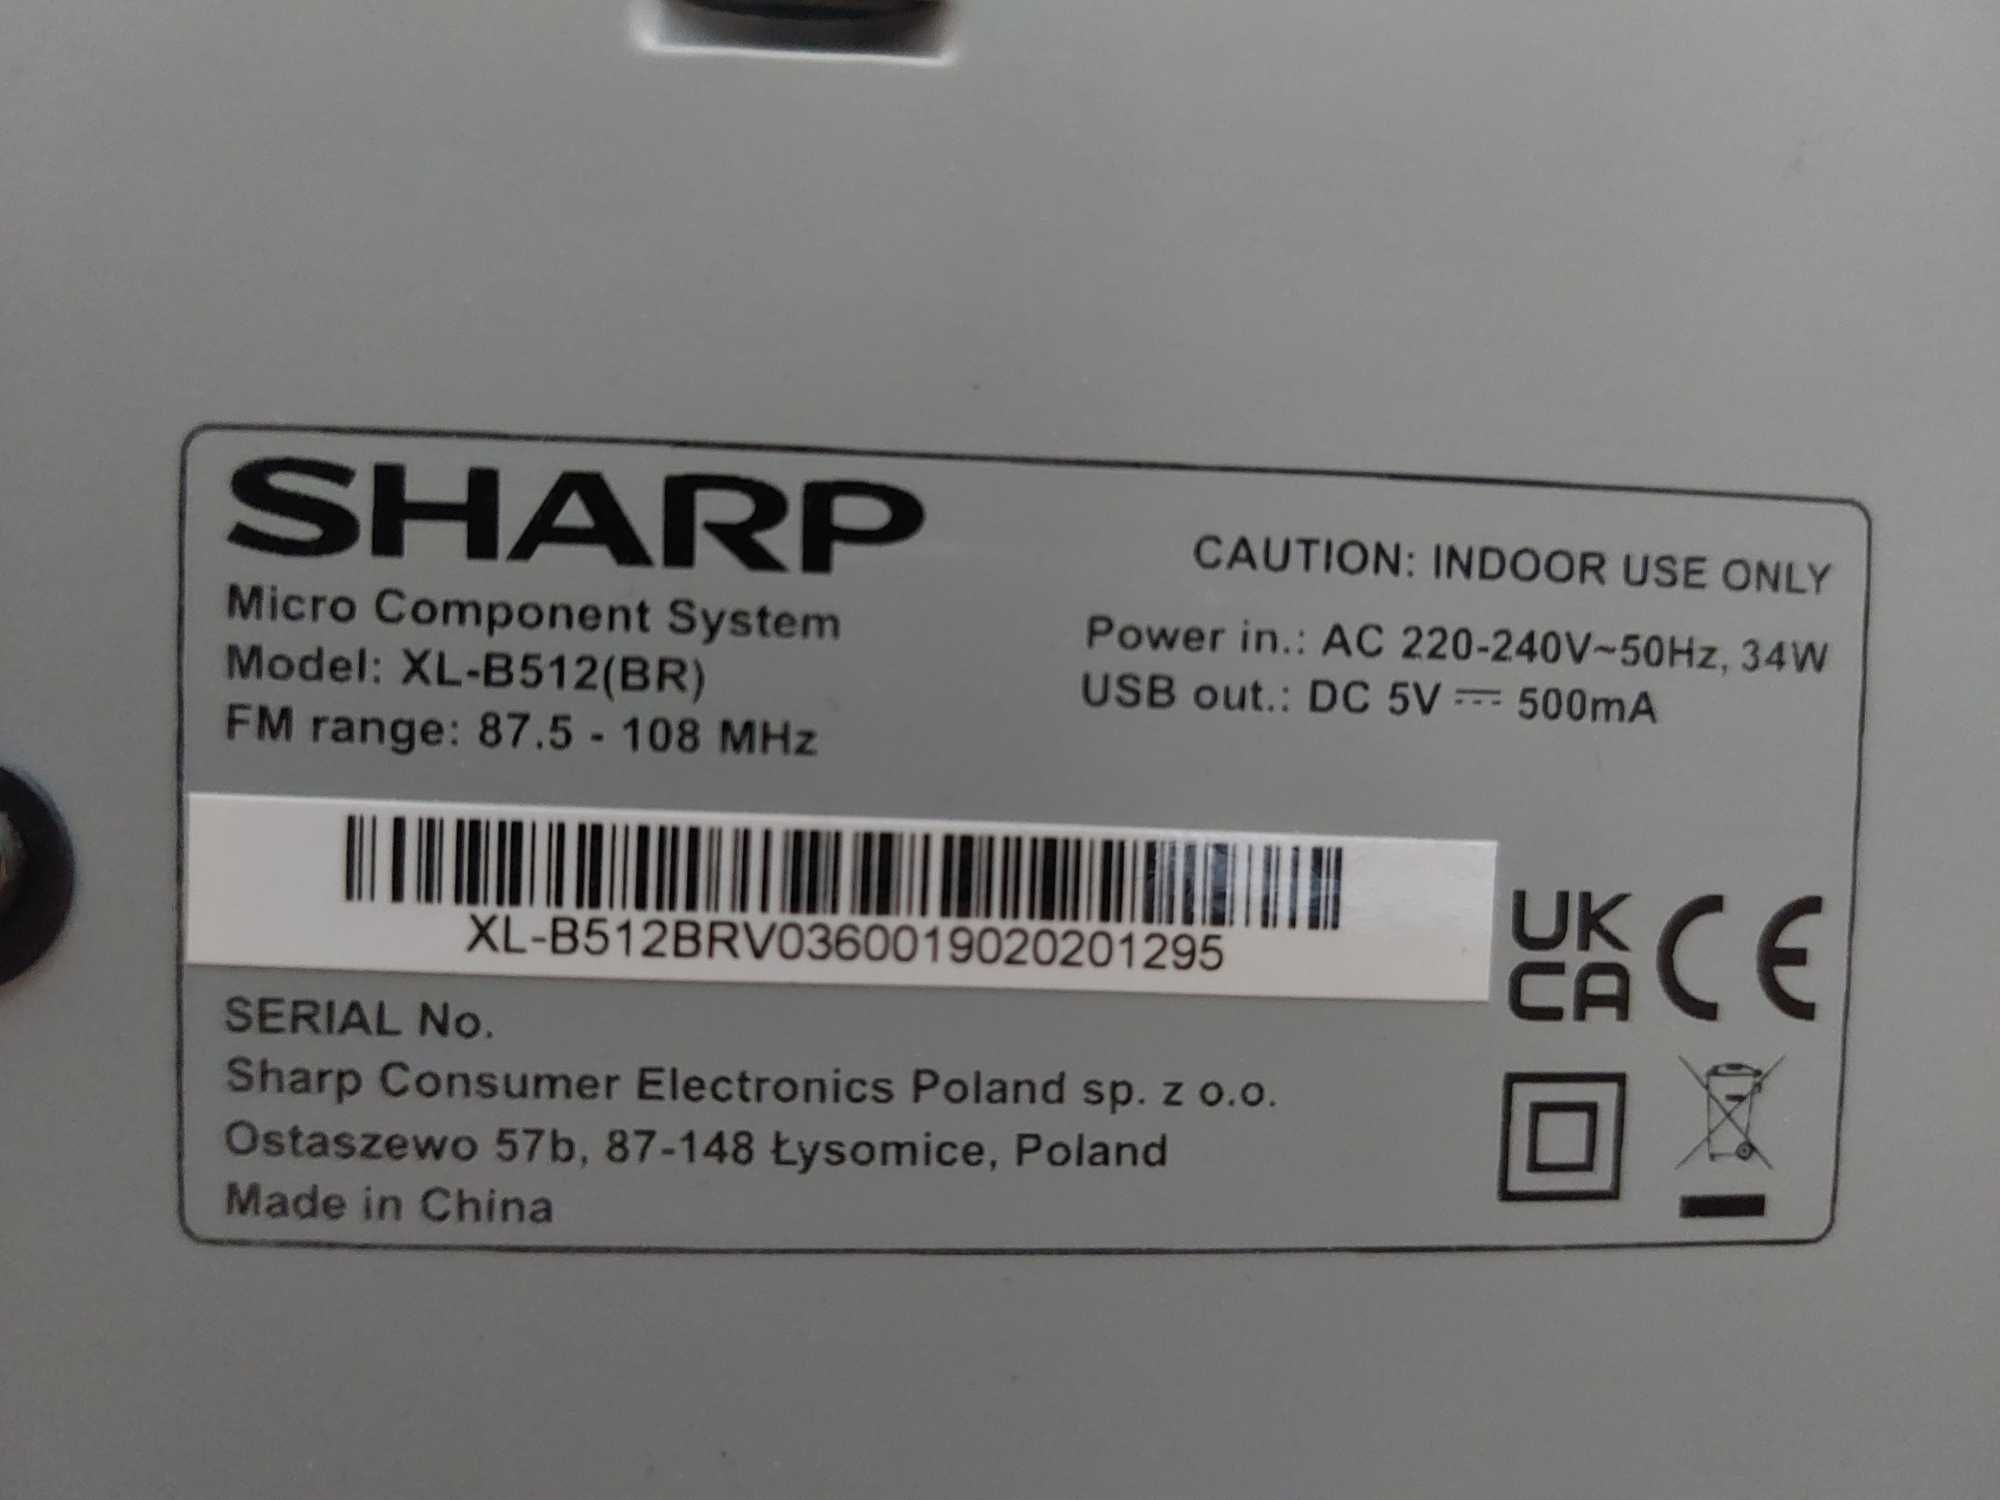 SHARP
Micro Component System
Model: XL-B512(BR)
FM range: 87.5 - 108 MHz
CAUTION: INDOOR USE ONLY
Power in.: AC 220-240V~50Hz, 34W
USB out.: DC 5V ⎓ 500mA
XL-B512BRV0360019020201295
UK
CA
CE
SERIAL No.
Sharp Consumer Electronics Poland sp. z o.o.
Ostaszewo 57b, 87-148 Łysomice, Poland
Made in China